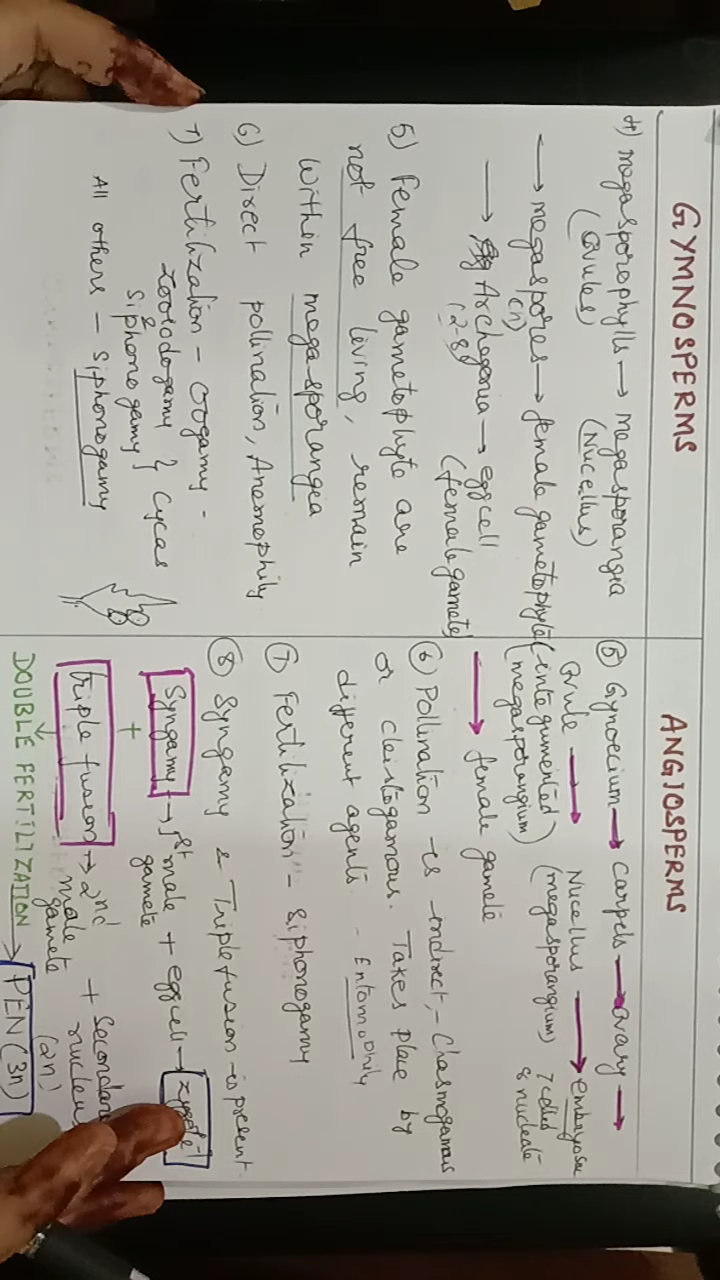 GYMNOSPERMS
4) megasporophylls → megasporangia
(Ovules) (Nucellus)
→ megaspores → female gametophyte
(n)
→ Archegonia → egg cell
(2-8) (female gamete)
5) Female gametophyte are
not free living, remain
within megasporangia
6) Direct pollination, Anemophily
7) Fertilization - Oogamy -
Zooidogamy
& } Cycas
Siphonogamy
All others - Siphonogamy
ANGIOSPERMS
⑤ Gynoecium → Carpels → ovary →
Ovule → Nucellus → embryosac
(integumented) (megasporangium) 7 celled
(megasporangium) 8 nucleate
→ female gamete
⑥ Pollination is indirect, - Chasmogamous
or cleistogamous. Takes place by
different agents - Entomophily
⑦ Fertilization - Siphonogamy
⑧ Syngamy & Triple fusion is present
Syngamy → 1st male + egg cell →
gamete
+
Triple fusion → 2nd + Secondary
male nucleus
gamete (2n)
DOUBLE FERTILIZATION → PEN (3n)